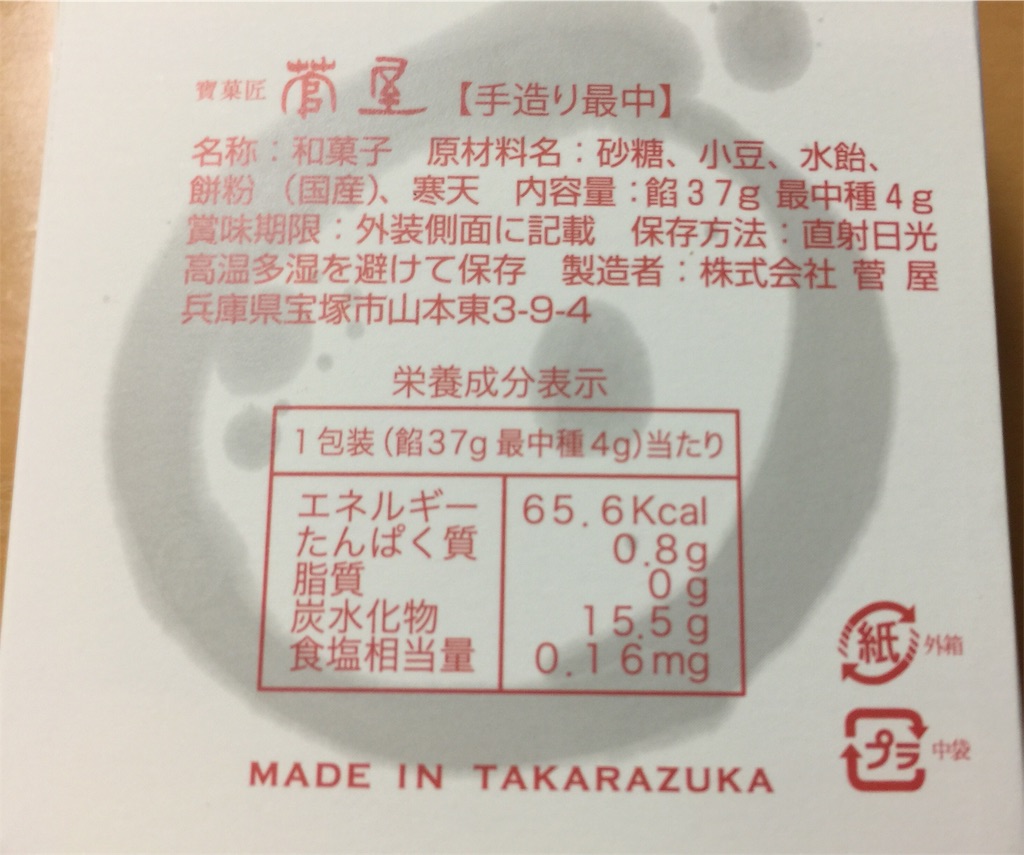 寶菓匠 菅屋 【手造り最中】
名称：和菓子 原材料名：砂糖、小豆、水飴、
餅粉（国産）、寒天 内容量：餡37g 最中種4g
賞味期限：外装側面に記載 保存方法：直射日光
高温多湿を避けて保存 製造者：株式会社 菅 屋
兵庫県宝塚市山本東3-9-4
栄養成分表示
1包装（餡37g 最中種4g）当たり
エネルギー 65.6Kcal
たんぱく質 0.8g
脂質 0g
炭水化物 15.5g
食塩相当量 0.16mg
紙 外箱
プラ 中袋
MADE IN TAKARAZUKA